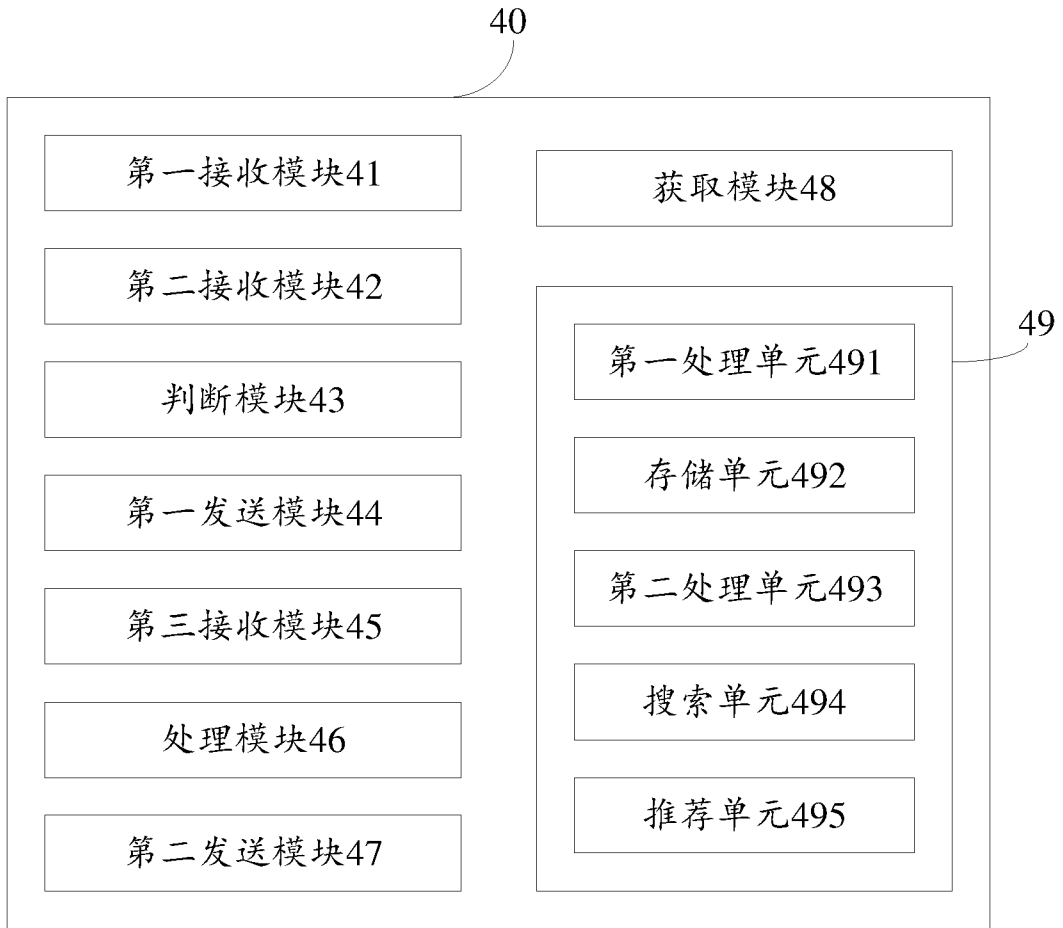 40
第一接收模块41
第二接收模块42
判断模块43
第一发送模块44
第三接收模块45
处理模块46
第二发送模块47
获取模块48
49
第一处理单元491
存储单元492
第二处理单元493
搜索单元494
推荐单元495